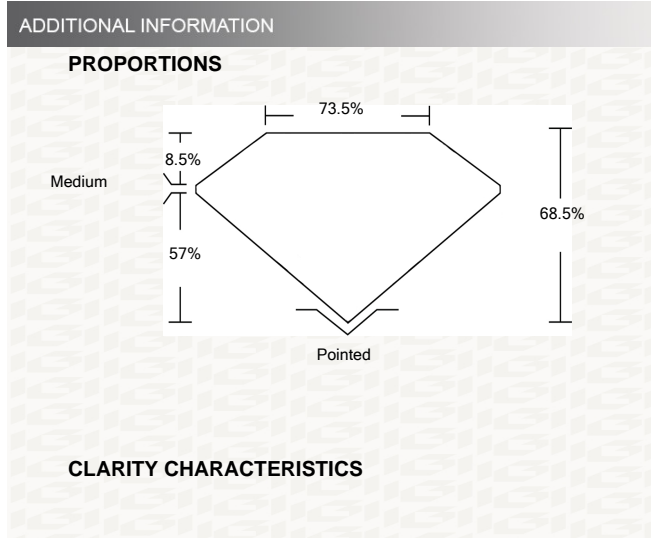 ADDITIONAL INFORMATION
PROPORTIONS
73.5%
8.5%
Medium
68.5%
57%
Pointed
CLARITY CHARACTERISTICS